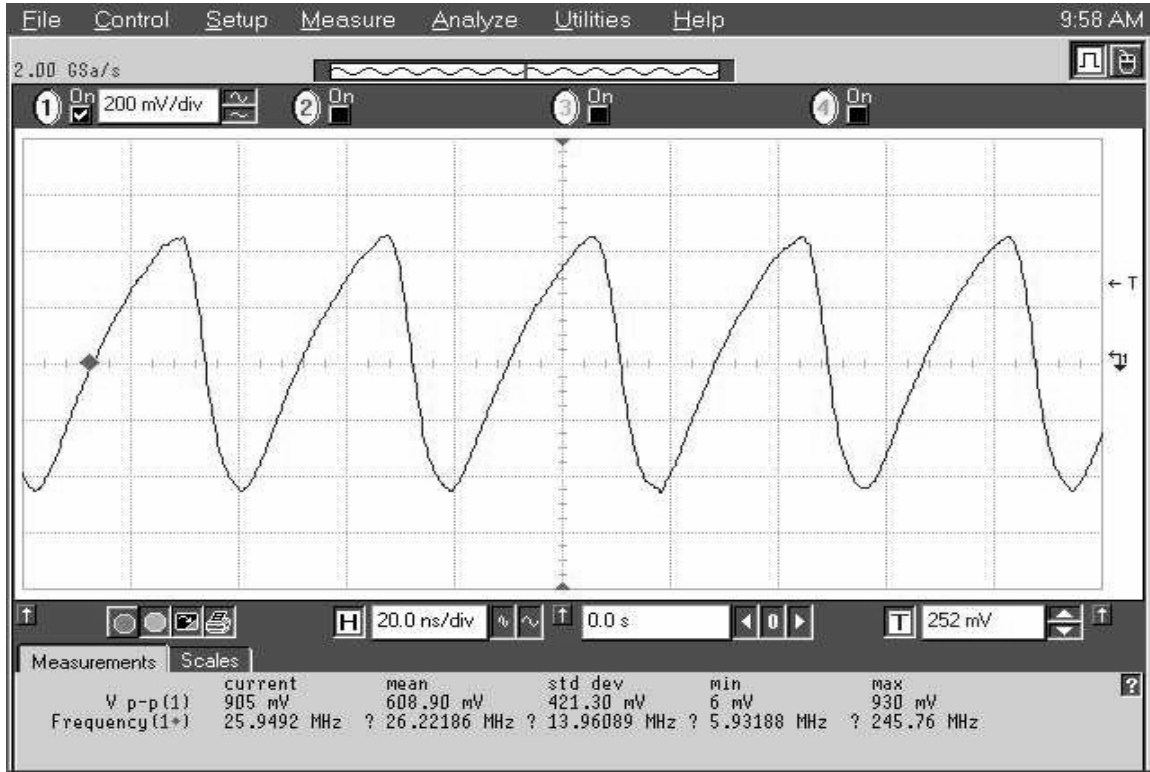 File Control Setup Measure Analyze Utilities Help 9:58 AM
2.00 GSa/s
1 On 200 mV/div 2 On 3 On 4 On
T
H 20.0 ns/div 0.0 s 0 T 252 mV
Measurements Scales
current mean std dev min max
V p-p(1) 905 mV 608.90 mV 421.30 mV 6 mV 930 mV
Frequency(1*) 25.9492 MHz ? 26.22186 MHz ? 13.96089 MHz ? 5.93188 MHz ? 245.76 MHz
?